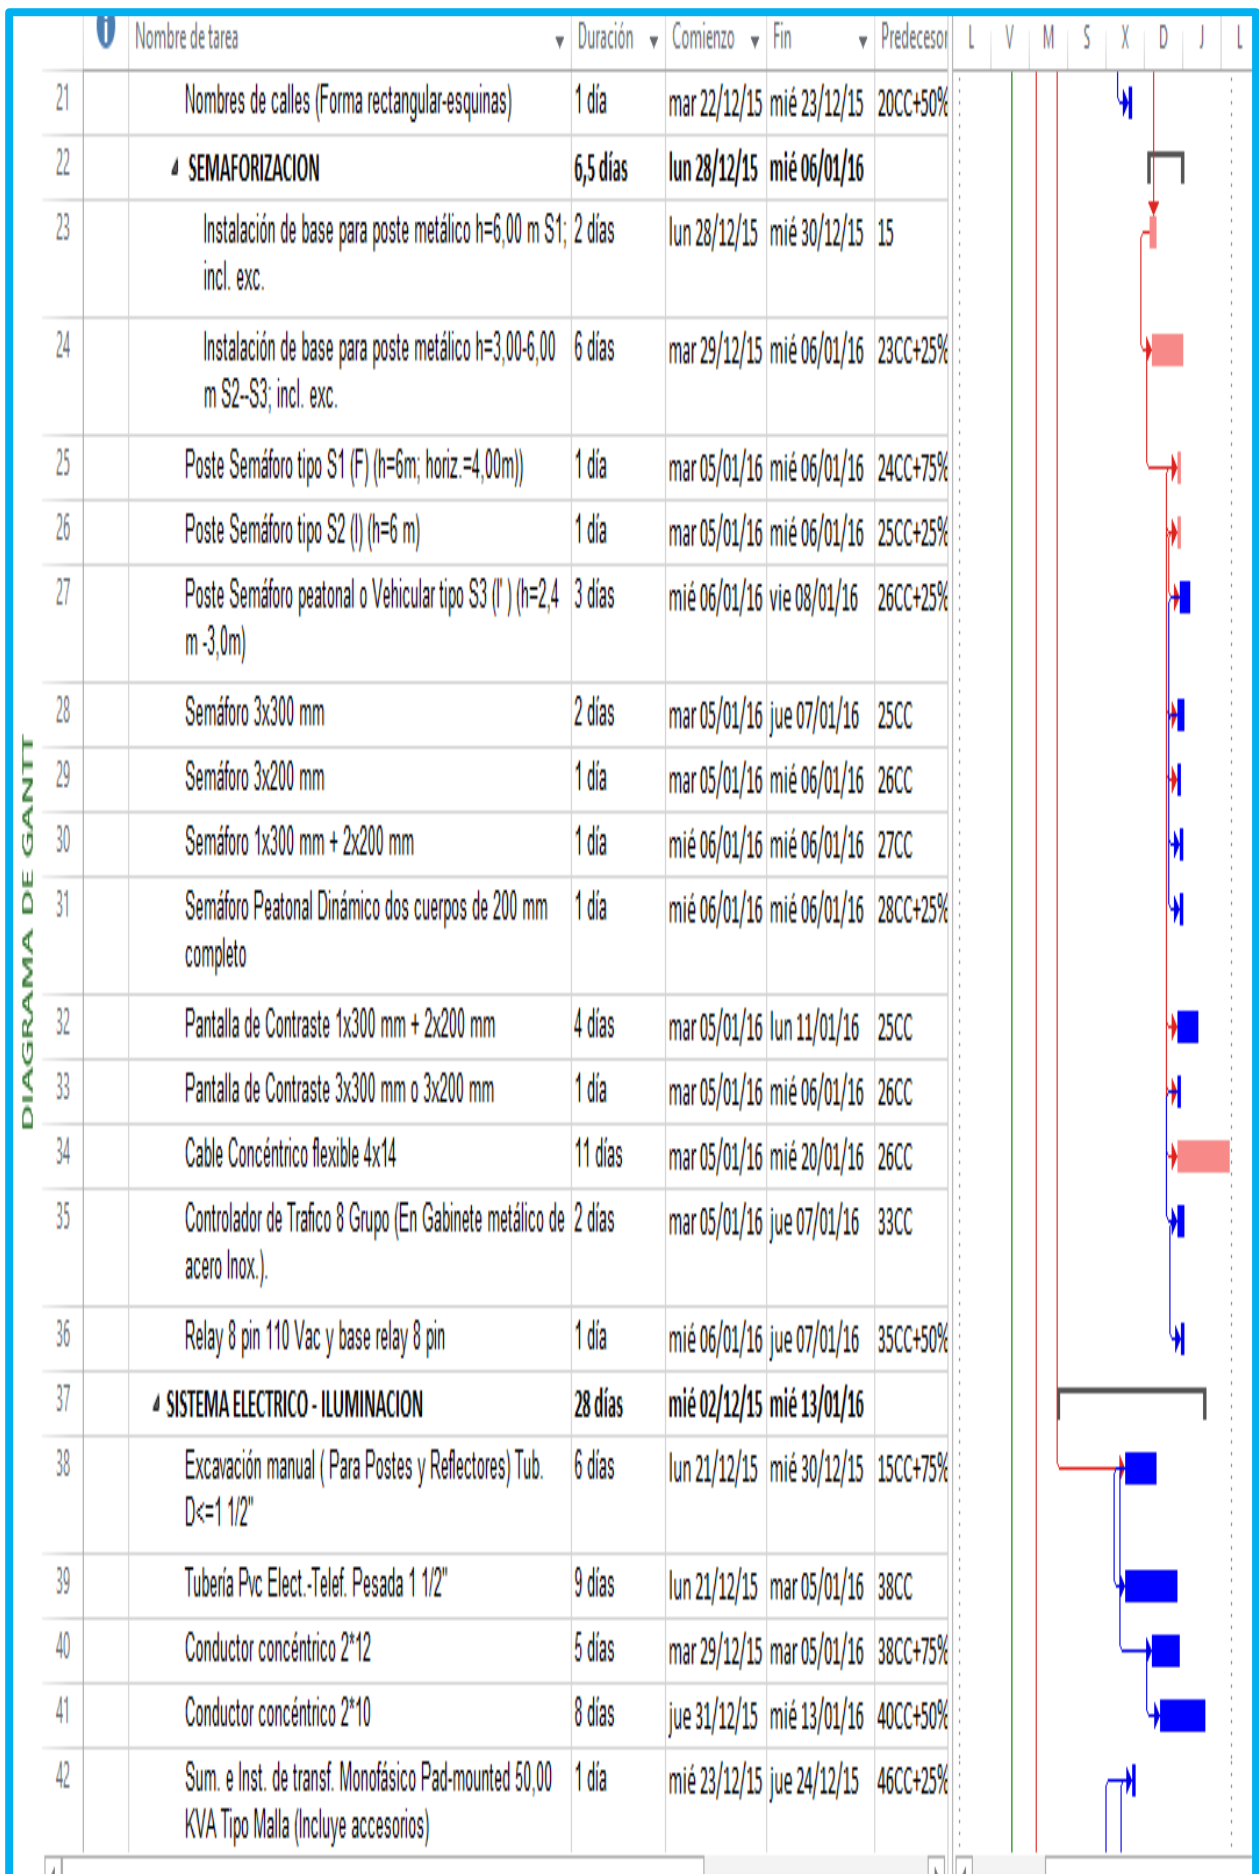 DIAGRAMA DE GANTT
Nombre de tarea Duración Comienzo Fin Predecesor L V M S X D J L
21 Nombres de calles (Forma rectangular-esquinas) 1 día mar 22/12/15 mié 23/12/15 20CC+50%
22 SEMAFORIZACION 6,5 días lun 28/12/15 mié 06/01/16
23 Instalación de base para poste metálico h=6,00 m S1; 2 días lun 28/12/15 mié 30/12/15 15
incl. exc.
24 Instalación de base para poste metálico h=3,00-6,00 6 días mar 29/12/15 mié 06/01/16 23CC+25%
m S2--S3; incl. exc.
25 Poste Semáforo tipo S1 (F) (h=6m; horiz.=4,00m)) 1 día mar 05/01/16 mié 06/01/16 24CC+75%
26 Poste Semáforo tipo S2 (I) (h=6 m) 1 día mar 05/01/16 mié 06/01/16 25CC+25%
27 Poste Semáforo peatonal o Vehicular tipo S3 (I' ) (h=2,4 3 días mié 06/01/16 vie 08/01/16 26CC+25%
m -3,0m)
28 Semáforo 3x300 mm 2 días mar 05/01/16 jue 07/01/16 25CC
29 Semáforo 3x200 mm 1 día mar 05/01/16 mié 06/01/16 26CC
30 Semáforo 1x300 mm + 2x200 mm 1 día mié 06/01/16 mié 06/01/16 27CC
31 Semáforo Peatonal Dinámico dos cuerpos de 200 mm 1 día mié 06/01/16 mié 06/01/16 28CC+25%
completo
32 Pantalla de Contraste 1x300 mm + 2x200 mm 4 días mar 05/01/16 lun 11/01/16 25CC
33 Pantalla de Contraste 3x300 mm o 3x200 mm 1 día mar 05/01/16 mié 06/01/16 26CC
34 Cable Concéntrico flexible 4x14 11 días mar 05/01/16 mié 20/01/16 26CC
35 Controlador de Trafico 8 Grupo (En Gabinete metálico de 2 días mar 05/01/16 jue 07/01/16 33CC
acero Inox.).
36 Relay 8 pin 110 Vac y base relay 8 pin 1 día mié 06/01/16 jue 07/01/16 35CC+50%
37 SISTEMA ELECTRICO - ILUMINACION 28 días mié 02/12/15 mié 13/01/16
38 Excavación manual ( Para Postes y Reflectores) Tub. 6 días lun 21/12/15 mié 30/12/15 15CC+75%
D<=1 1/2"
39 Tubería Pvc Elect.-Telef. Pesada 1 1/2" 9 días lun 21/12/15 mar 05/01/16 38CC
40 Conductor concéntrico 2*12 5 días mar 29/12/15 mar 05/01/16 38CC+75%
41 Conductor concéntrico 2*10 8 días jue 31/12/15 mié 13/01/16 40CC+50%
42 Sum. e Inst. de transf. Monofásico Pad-mounted 50,00 1 día mié 23/12/15 jue 24/12/15 46CC+25%
KVA Tipo Malla (Incluye accesorios)